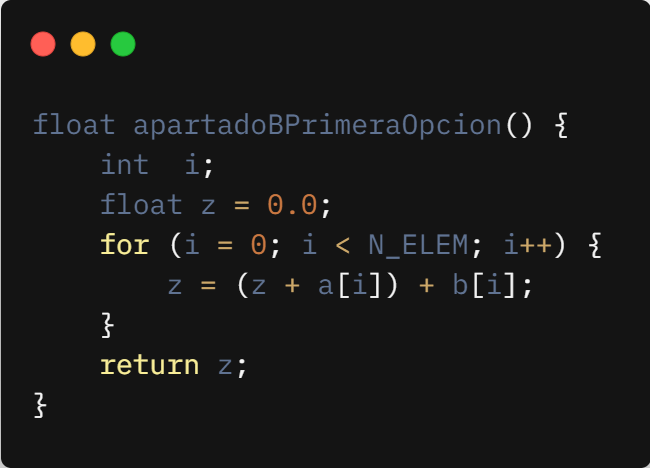 float apartadoBPrimeraOpcion() {
    int  i;
    float z = 0.0;
    for (i = 0; i < N_ELEM; i++) {
        z = (z + a[i]) + b[i];
    }
    return z;
}